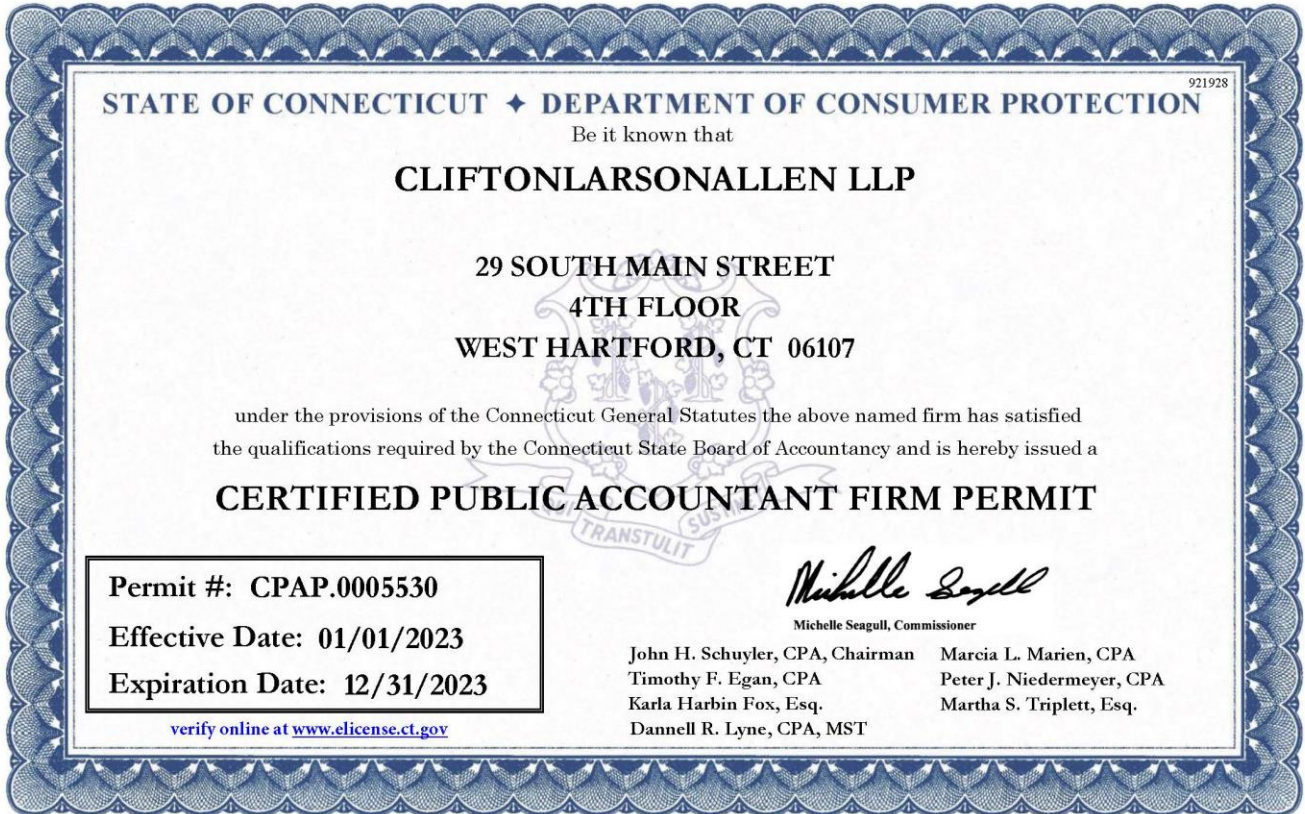 921928
STATE OF CONNECTICUT ✦ DEPARTMENT OF CONSUMER PROTECTION
Be it known that
CLIFTONLARSONALLEN LLP
29 SOUTH MAIN STREET
4TH FLOOR
WEST HARTFORD, CT 06107
under the provisions of the Connecticut General Statutes the above named firm has satisfied
the qualifications required by the Connecticut State Board of Accountancy and is hereby issued a
CERTIFIED PUBLIC ACCOUNTANT FIRM PERMIT
TRANSTULIT
Permit #: CPAP.0005530
Effective Date: 01/01/2023
Expiration Date: 12/31/2023
verify online at www.elicense.ct.gov
Michelle Seagull, Commissioner
John H. Schuyler, CPA, Chairman
Timothy F. Egan, CPA
Karla Harbin Fox, Esq.
Dannell R. Lyne, CPA, MST
Marcia L. Marien, CPA
Peter J. Niedermeyer, CPA
Martha S. Triplett, Esq.